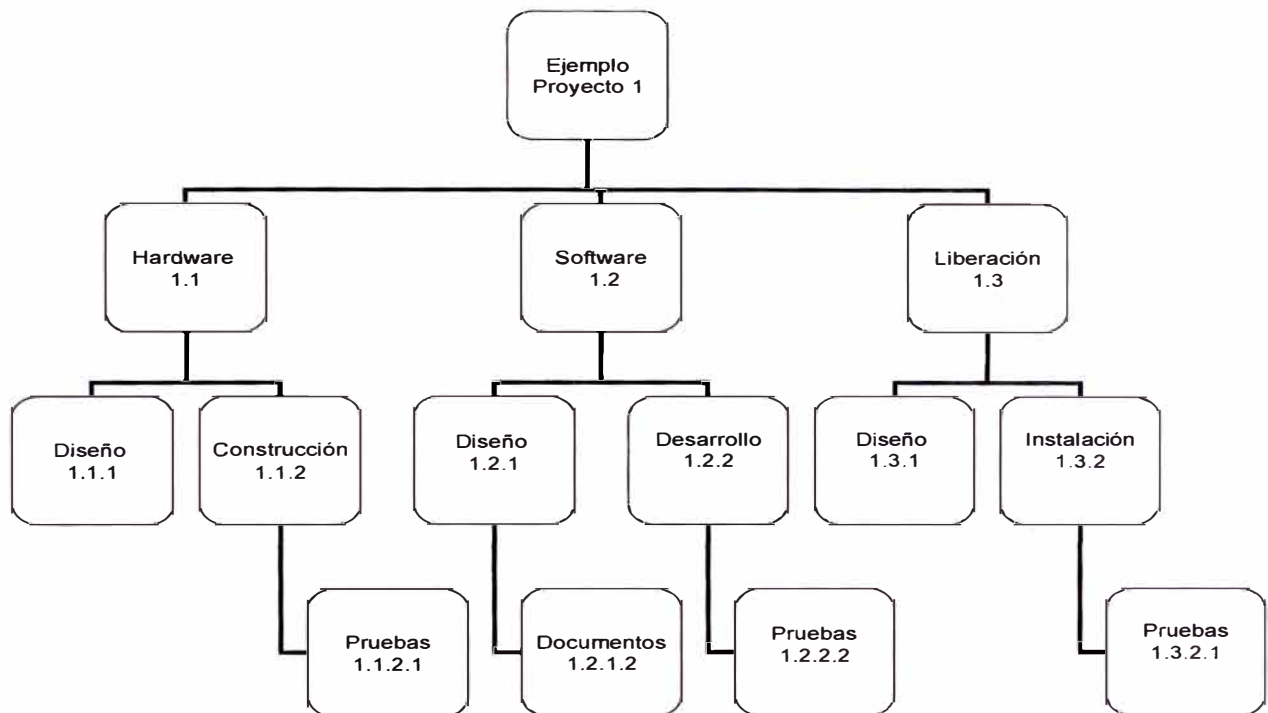 Ejemplo
Proyecto 1
Hardware
1.1
Software
1.2
Liberación
1.3
Diseño
1.1.1
Construcción
1.1.2
Diseño
1.2.1
Desarrollo
1.2.2
Diseño
1.3.1
Instalación
1.3.2
Pruebas
1.1.2.1
Documentos
1.2.1.2
Pruebas
1.2.2.2
Pruebas
1.3.2.1